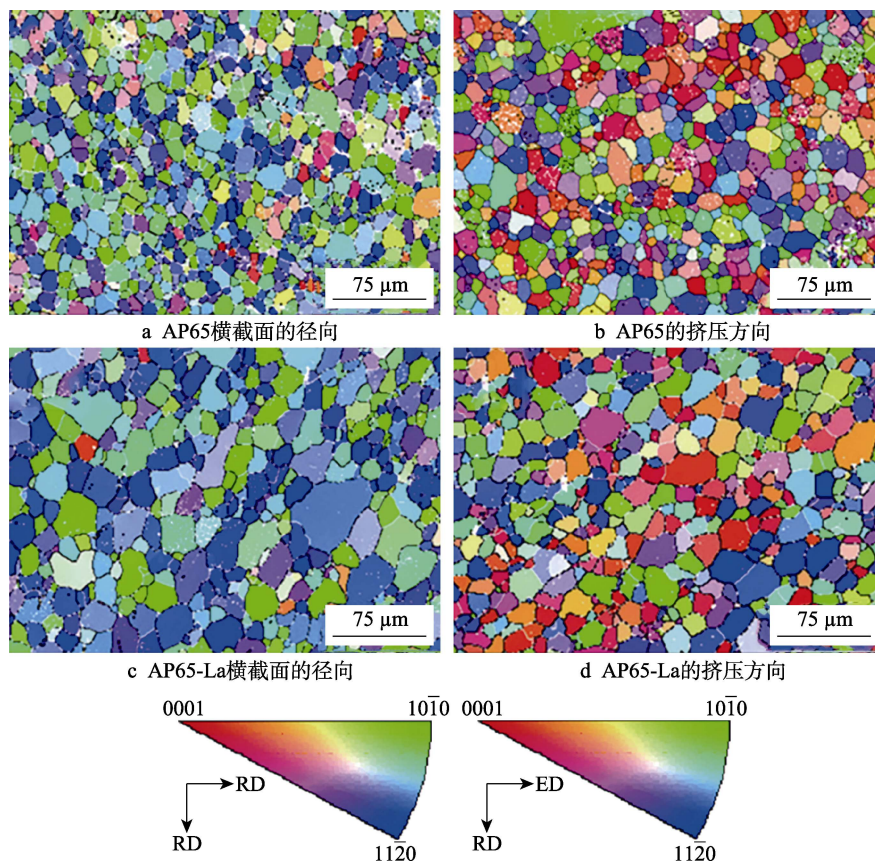 75 μm
75 μm
a AP65横截面的径向
b AP65的挤压方向
75 μm
75 μm
c AP65-La横截面的径向
d AP65-La的挤压方向
0001
101̄0
0001
101̄0
RD
ED
RD
RD
112̄0
112̄0